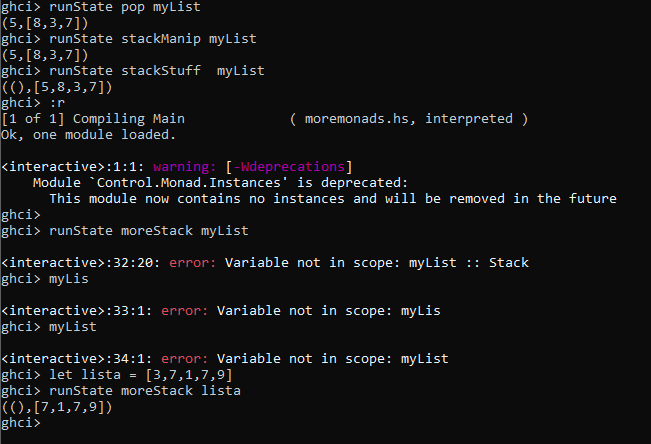 ghci> runState pop myList
(5,[8,3,7])
ghci> runState stackManip myList
(5,[8,3,7])
ghci> runState stackStuff  myList
((),[5,8,3,7])
ghci> :r
[1 of 1] Compiling Main             ( moremonads.hs, interpreted )
Ok, one module loaded.

<interactive>:1:1: warning: [-Wdeprecations]
    Module `Control.Monad.Instances' is deprecated:
      This module now contains no instances and will be removed in the future
ghci>
ghci> runState moreStack myList

<interactive>:32:20: error: Variable not in scope: myList :: Stack
ghci> myLis

<interactive>:33:1: error: Variable not in scope: myLis
ghci> myList

<interactive>:34:1: error: Variable not in scope: myList
ghci> let lista = [3,7,1,7,9]
ghci> runState moreStack lista
((),[7,1,7,9])
ghci>